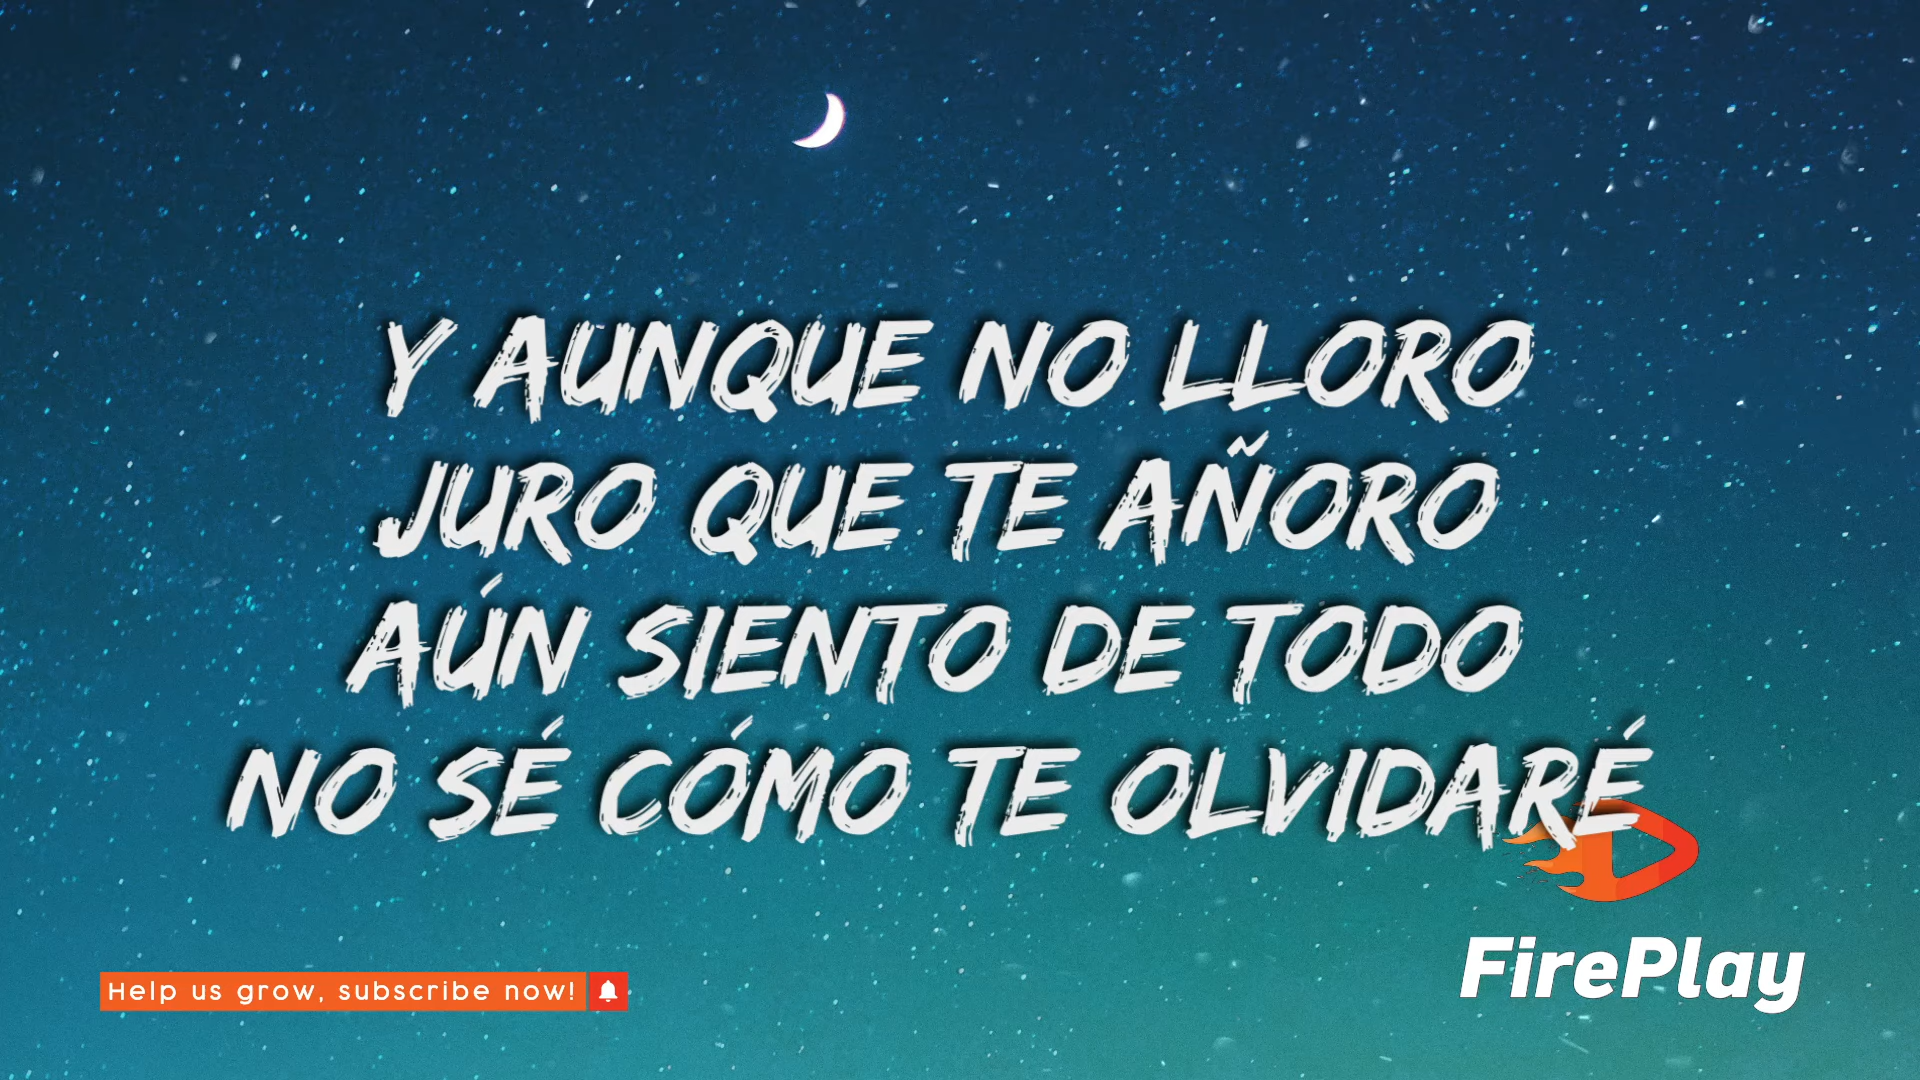 Y AUNQUE NO LLORO
JURO QUE TE AÑORO
AÚN SIENTO DE TODO
NO SÉ CÓMO TE OLVIDARÉ
FirePlay
Help us grow, subscribe now!